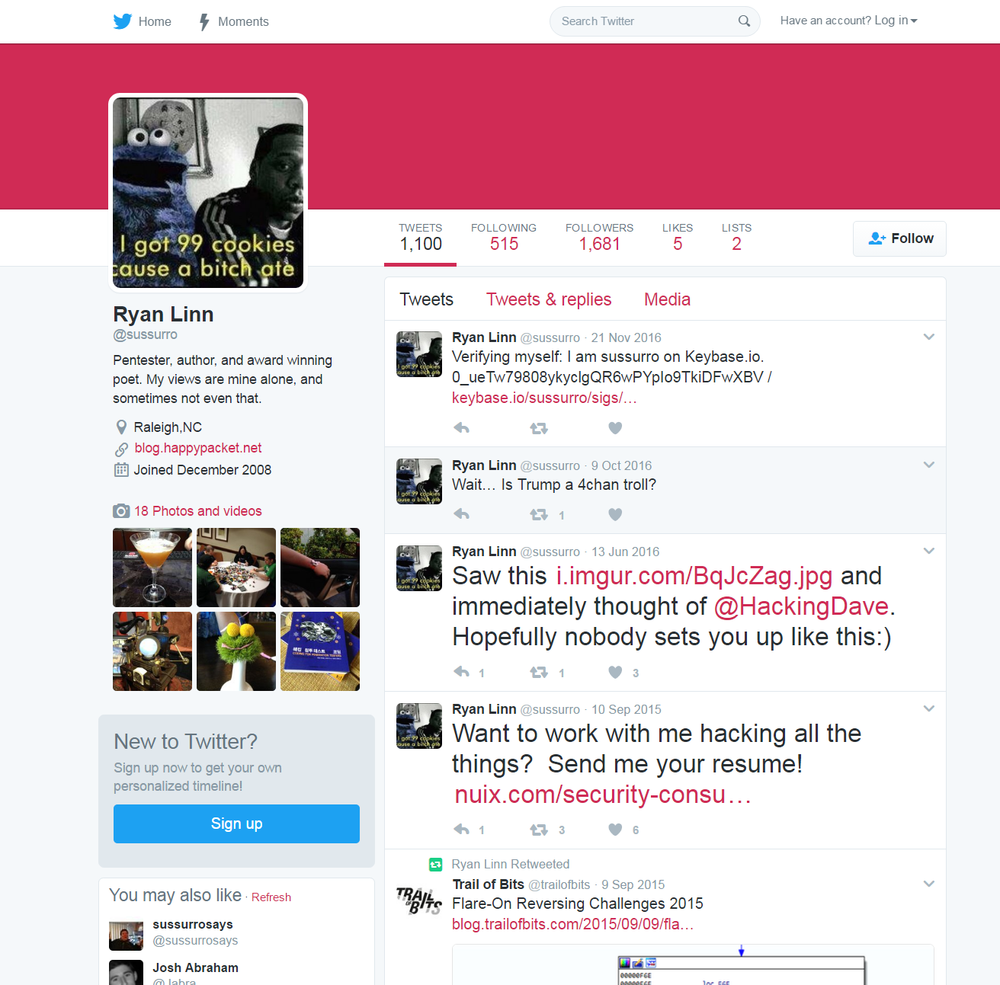 Home
Moments
Search Twitter
Have an account? Log in
I got 99 cookies
cause a bitch ate
TWEETS
1,100
FOLLOWING
515
FOLLOWERS
1,681
LIKES
5
LISTS
2
Follow
Ryan Linn
@sussurro
Pentester, author, and award winning
poet. My views are mine alone, and
sometimes not even that.
Raleigh,NC
blog.happypacket.net
Joined December 2008
18 Photos and videos
New to Twitter?
Sign up now to get your own
personalized timeline!
Sign up
You may also like · Refresh
sussurrosays
@sussurrosays
Josh Abraham
@Jabra
Tweets
Tweets & replies
Media
Ryan Linn @sussurro · 21 Nov 2016
Verifying myself: I am sussurro on Keybase.io.
0_ueTw79808ykyclgQR6wPYpIo9TkiDFwXBV /
keybase.io/sussurro/sigs/…
Ryan Linn @sussurro · 9 Oct 2016
Wait… Is Trump a 4chan troll?
1
Ryan Linn @sussurro · 13 Jun 2016
Saw this i.imgur.com/BqJcZag.jpg and
immediately thought of @HackingDave.
Hopefully nobody sets you up like this:)
1
1
3
Ryan Linn @sussurro · 10 Sep 2015
Want to work with me hacking all the
things? Send me your resume!
nuix.com/security-consu…
1
3
6
Ryan Linn Retweeted
TRAIL
OF
BITS
Trail of Bits @trailofbits · 9 Sep 2015
Flare-On Reversing Challenges 2015
blog.trailofbits.com/2015/09/09/fla…
00000F6E
00000F6E
loc_F6E